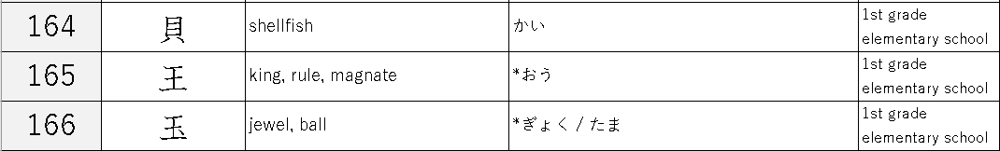 164 貝 shellfish かい 1st grade
elementary school
165 王 king, rule, magnate *おう 1st grade
elementary school
166 玉 jewel, ball *ぎょく / たま 1st grade
elementary school